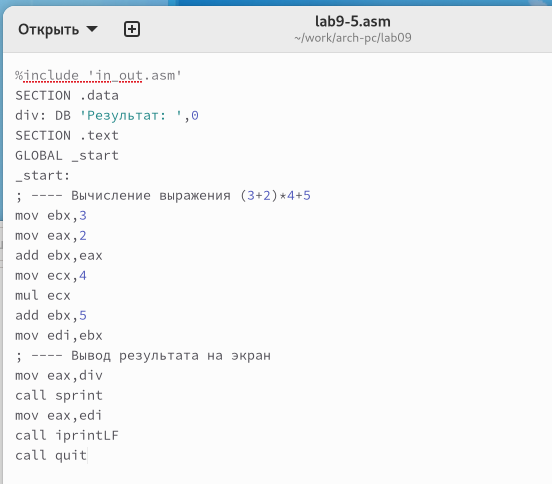 Открыть
lab9-5.asm
~/work/arch-pc/lab09
%include 'in_out.asm'
SECTION .data
div: DB 'Результат: ',0
SECTION .text
GLOBAL _start
_start:
; ---- Вычисление выражения (3+2)*4+5
mov ebx,3
mov eax,2
add ebx,eax
mov ecx,4
mul ecx
add ebx,5
mov edi,ebx
; ---- Вывод результата на экран
mov eax,div
call sprint
mov eax,edi
call iprintLF
call quit